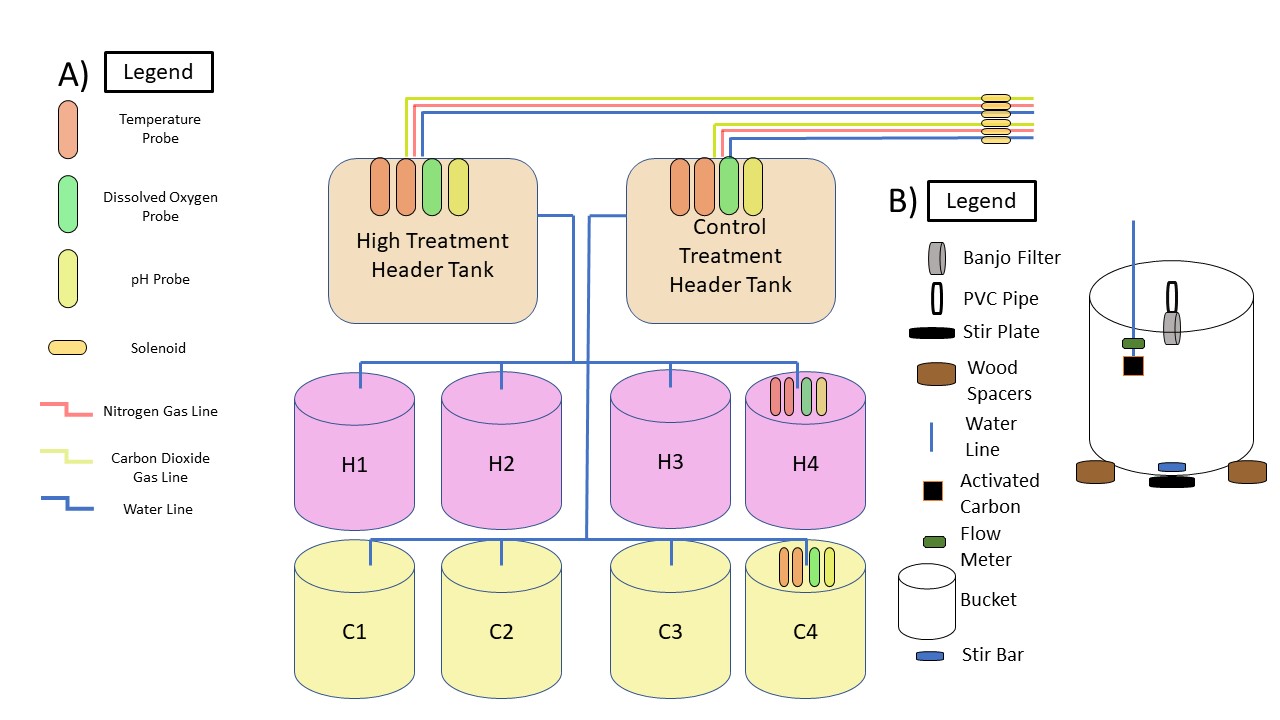 A)
Legend
Temperature
Probe
Dissolved Oxygen
Probe
pH Probe
Solenoid
Nitrogen Gas Line
Carbon Dioxide
Gas Line
Water Line
High Treatment
Header Tank
Control
Treatment
Header Tank
H1
H2
H3
H4
C1
C2
C3
C4
B)
Legend
Banjo Filter
PVC Pipe
Stir Plate
Wood
Spacers
Water
Line
Activated
Carbon
Flow
Meter
Bucket
Stir Bar